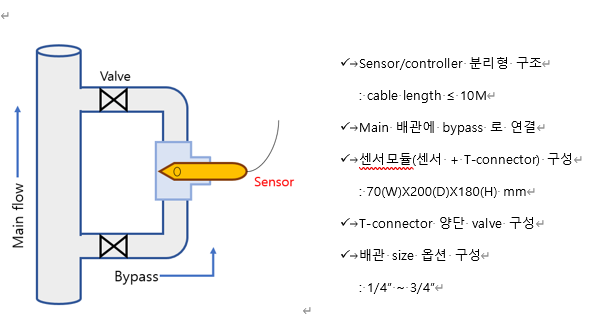 Valve
Main flow
Sensor
Bypass
Sensor/controller 분리형 구조
: cable length ≤ 10M
Main 배관에 bypass 로 연결
센서모듈(센서 + T-connector) 구성
: 70(W)X200(D)X180(H) mm
T-connector 양단 valve 구성
배관 size 옵션 구성
: 1/4” ~ 3/4”